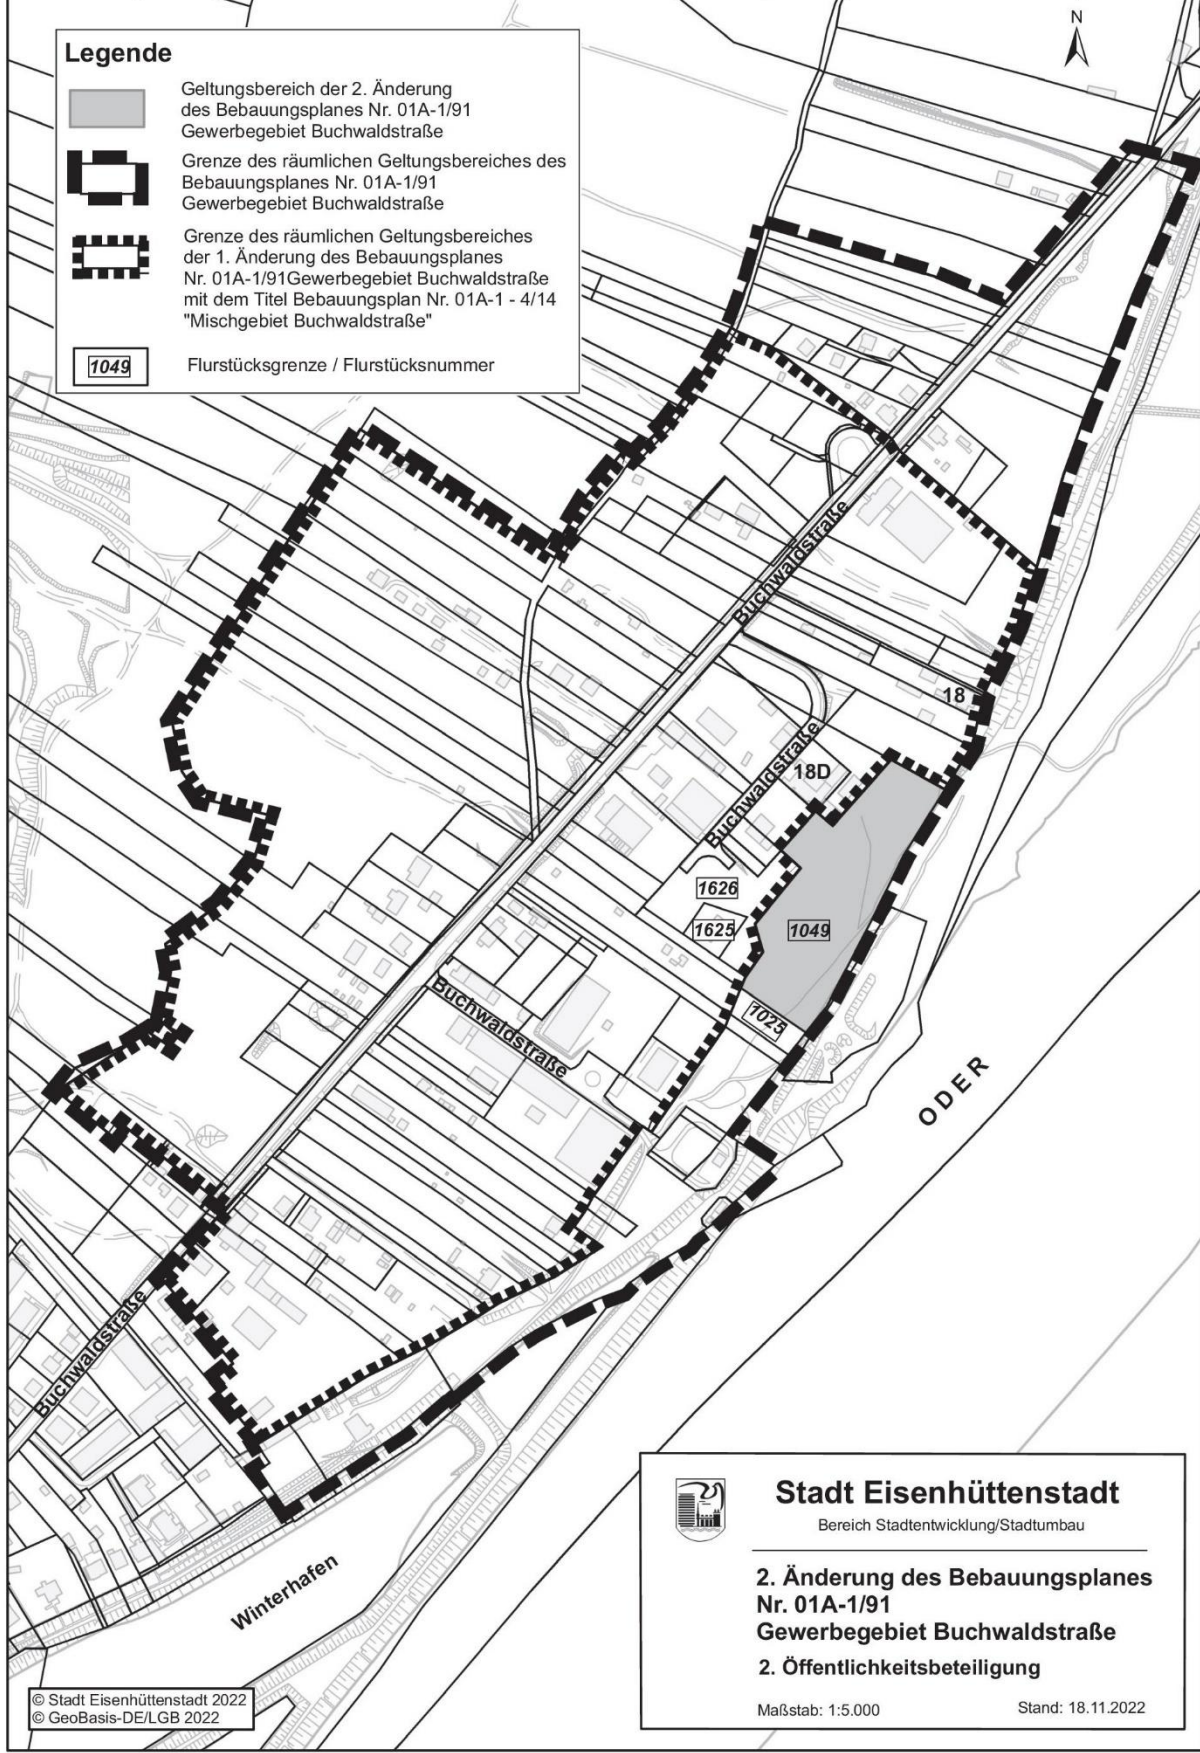 N
Legende
Geltungsbereich der 2. Änderung
des Bebauungsplanes Nr. 01A-1/91
Gewerbegebiet Buchwaldstraße
Grenze des räumlichen Geltungsbereiches des
Bebauungsplanes Nr. 01A-1/91
Gewerbegebiet Buchwaldstraße
Grenze des räumlichen Geltungsbereiches
der 1. Änderung des Bebauungsplanes
Nr. 01A-1/91Gewerbegebiet Buchwaldstraße
mit dem Titel Bebauungsplan Nr. 01A-1 - 4/14
"Mischgebiet Buchwaldstraße"
1049
Flurstücksgrenze / Flurstücksnummer
Buchwaldstraße
18
Buchwaldstraße
18D
1626
1625
1049
1025
Buchwaldstraße
ODER
Buchwaldstraße
Winterhafen
Stadt Eisenhüttenstadt
Bereich Stadtentwicklung/Stadtumbau
2. Änderung des Bebauungsplanes
Nr. 01A-1/91
Gewerbegebiet Buchwaldstraße
2. Öffentlichkeitsbeteiligung
Maßstab: 1:5.000
Stand: 18.11.2022
© Stadt Eisenhüttenstadt 2022
© GeoBasis-DE/LGB 2022